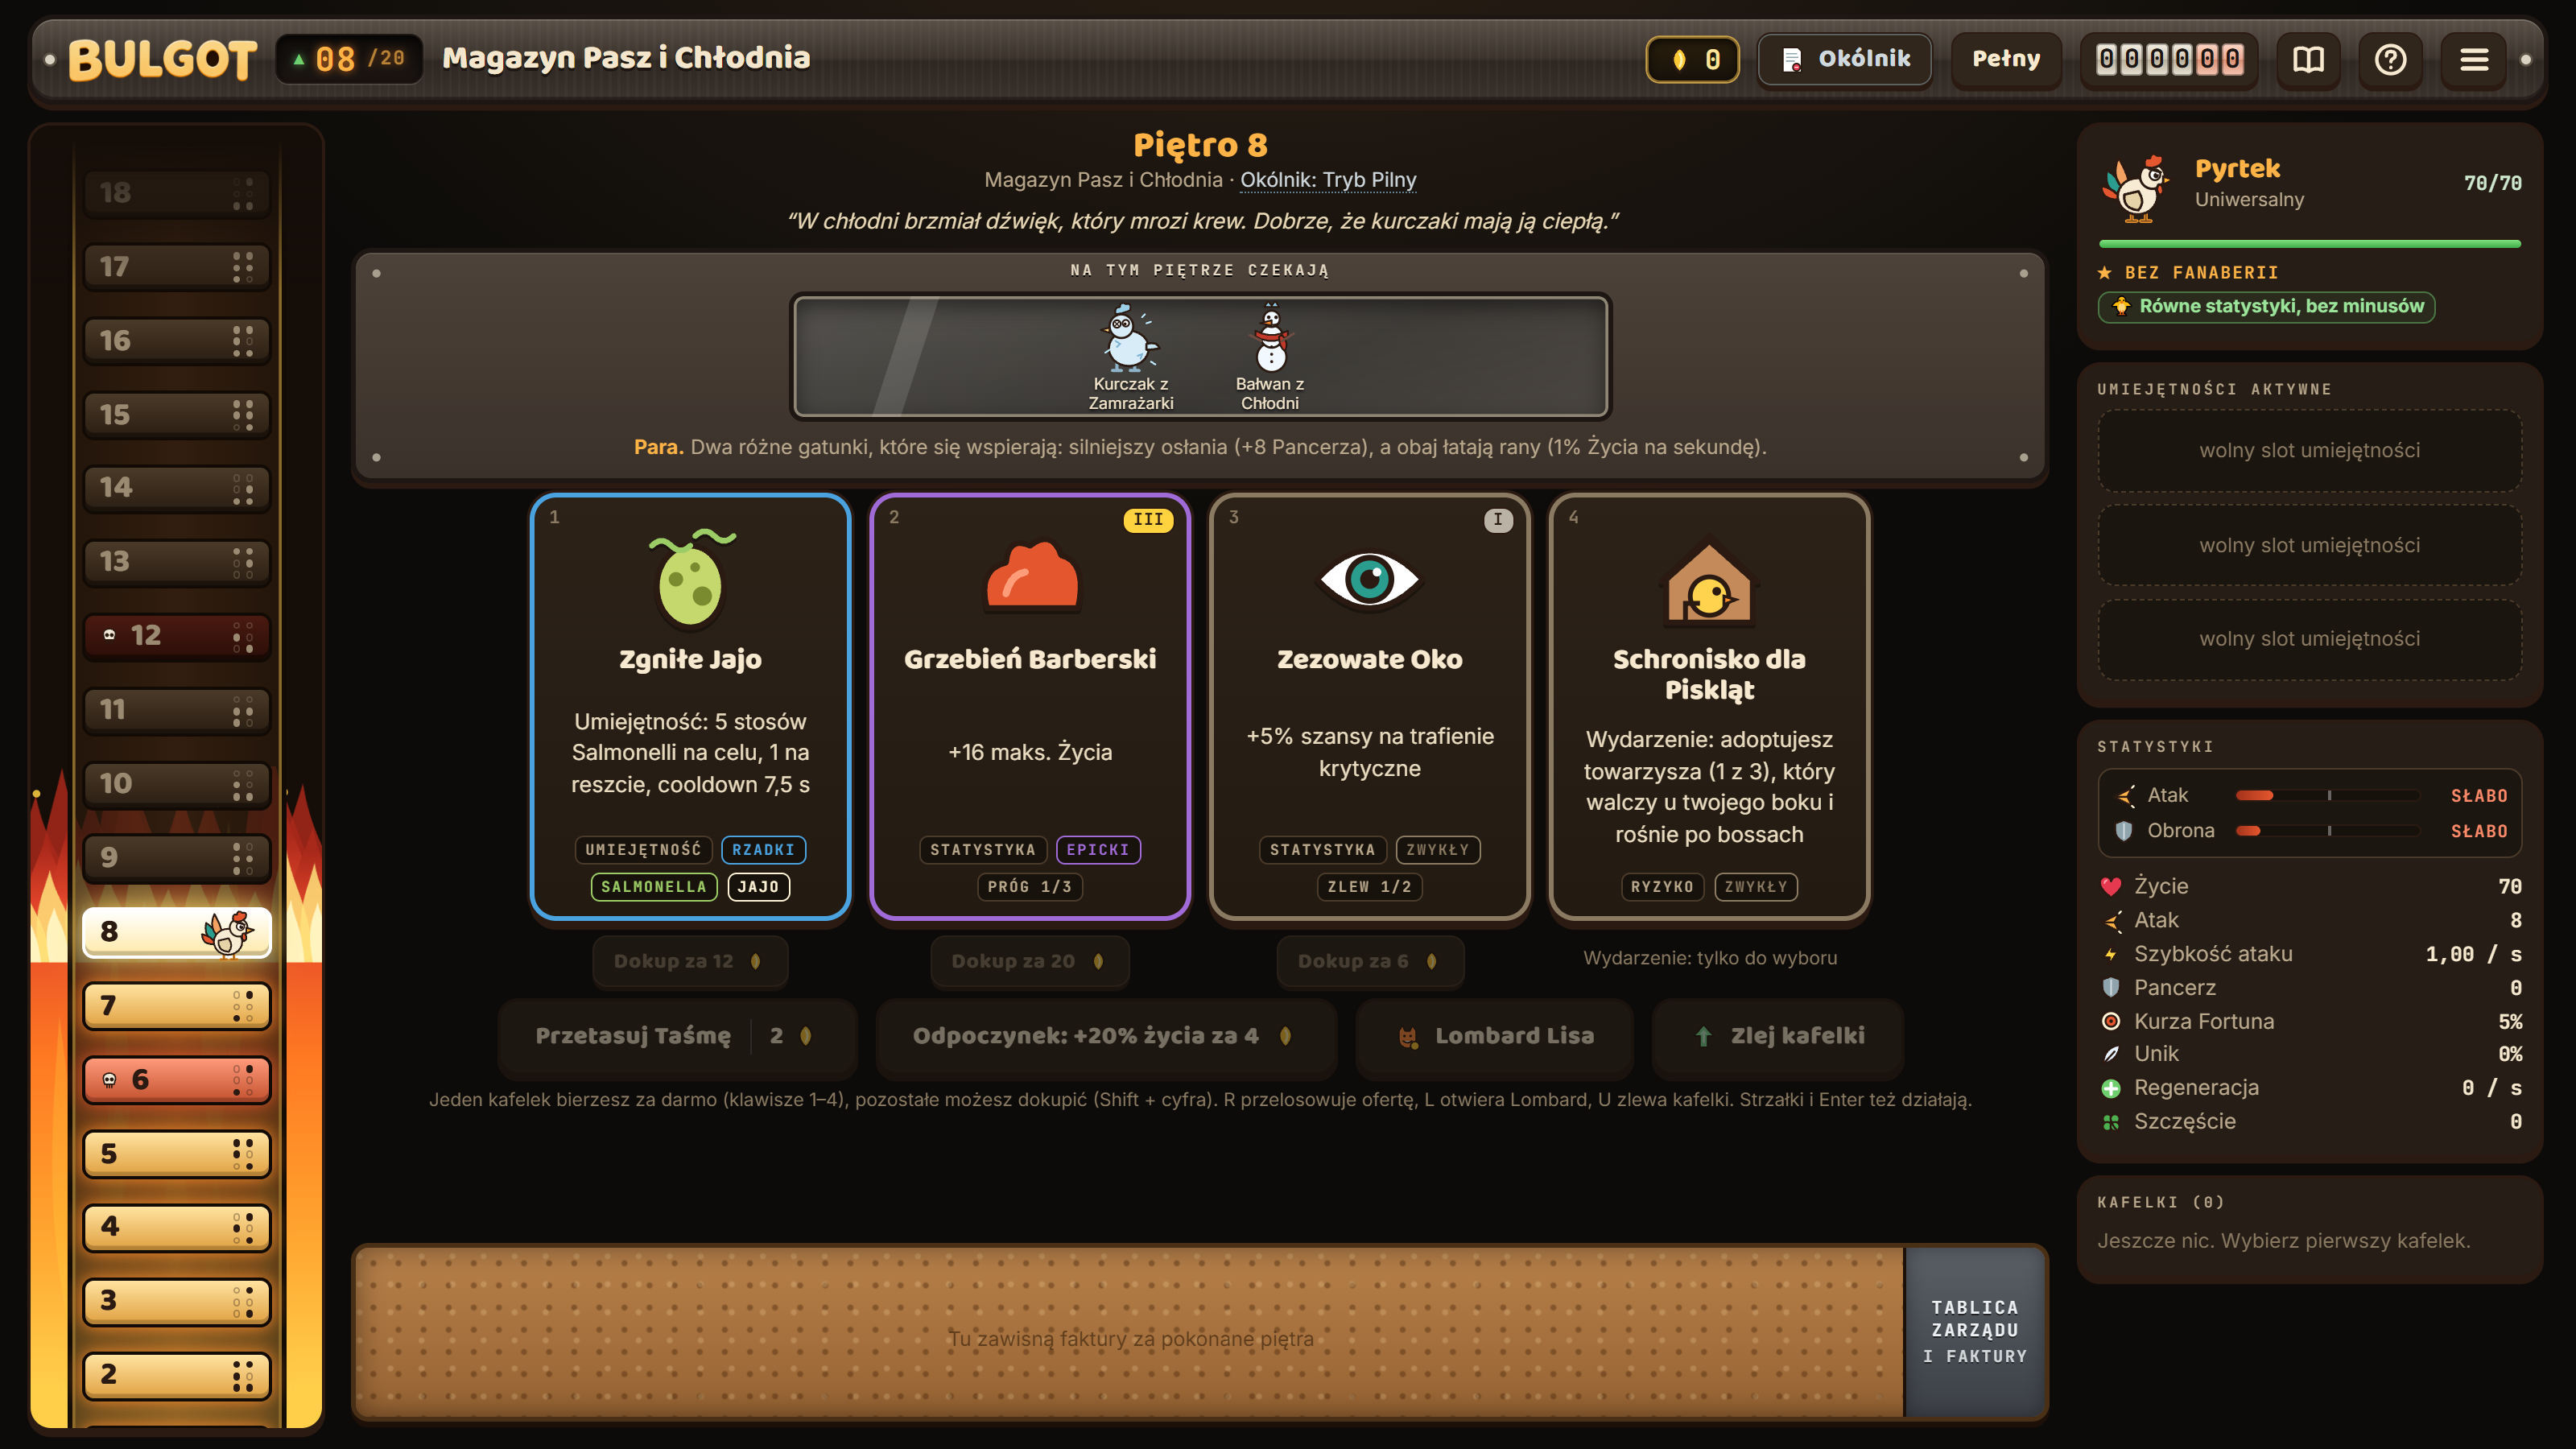 BULGOT
▲ 08 /20
Magazyn Pasz i Chłodnia
0
Okólnik
Pełny
000000
18
17
16
15
14
13
12
11
10
9
8
7
6
5
4
3
2
Piętro 8
Magazyn Pasz i Chłodnia · Okólnik: Tryb Pilny
“W chłodni brzmiał dźwięk, który mrozi krew. Dobrze, że kurczaki mają ją ciepłą.”
NA TYM PIĘTRZE CZEKAJĄ
Kurczak z
Zamrażarki
Bałwan z
Chłodni
Para. Dwa różne gatunki, które się wspierają: silniejszy osłania (+8 Pancerza), a obaj łatają rany (1% Życia na sekundę).
1
Zgniłe Jajo
Umiejętność: 5 stosów
Salmonelli na celu, 1 na
reszcie, cooldown 7,5 s
UMIEJĘTNOŚĆ RZADKI
SALMONELLA JAJO
Dokup za 12
2
III
Grzebień Barberski
+16 maks. Życia
STATYSTYKA EPICKI
PRÓG 1/3
Dokup za 20
3
I
Zezowate Oko
+5% szansy na trafienie
krytyczne
STATYSTYKA ZWYKŁY
ZLEW 1/2
Dokup za 6
4
Schronisko dla
Piskląt
Wydarzenie: adoptujesz
towarzysza (1 z 3), który
walczy u twojego boku i
rośnie po bossach
RYZYKO ZWYKŁY
Wydarzenie: tylko do wyboru
Przetasuj Taśmę 2
Odpoczynek: +20% życia za 4
Lombard Lisa
Zlej kafelki
Jeden kafelek bierzesz za darmo (klawisze 1–4), pozostałe możesz dokupić (Shift + cyfra). R przelosowuje ofertę, L otwiera Lombard, U zlewa kafelki. Strzałki i Enter też działają.
Tu zawisną faktury za pokonane piętra
TABLICA
ZARZĄDU
I FAKTURY
Pyrtek
Uniwersalny
70/70
★ BEZ FANABERII
Równe statystyki, bez minusów
UMIEJĘTNOŚCI AKTYWNE
wolny slot umiejętności
wolny slot umiejętności
wolny slot umiejętności
STATYSTYKI
Atak SŁABO
Obrona SŁABO
Życie 70
Atak 8
Szybkość ataku 1,00 / s
Pancerz 0
Kurza Fortuna 5%
Unik 0%
Regeneracja 0 / s
Szczęście 0
KAFELKI (0)
Jeszcze nic. Wybierz pierwszy kafelek.